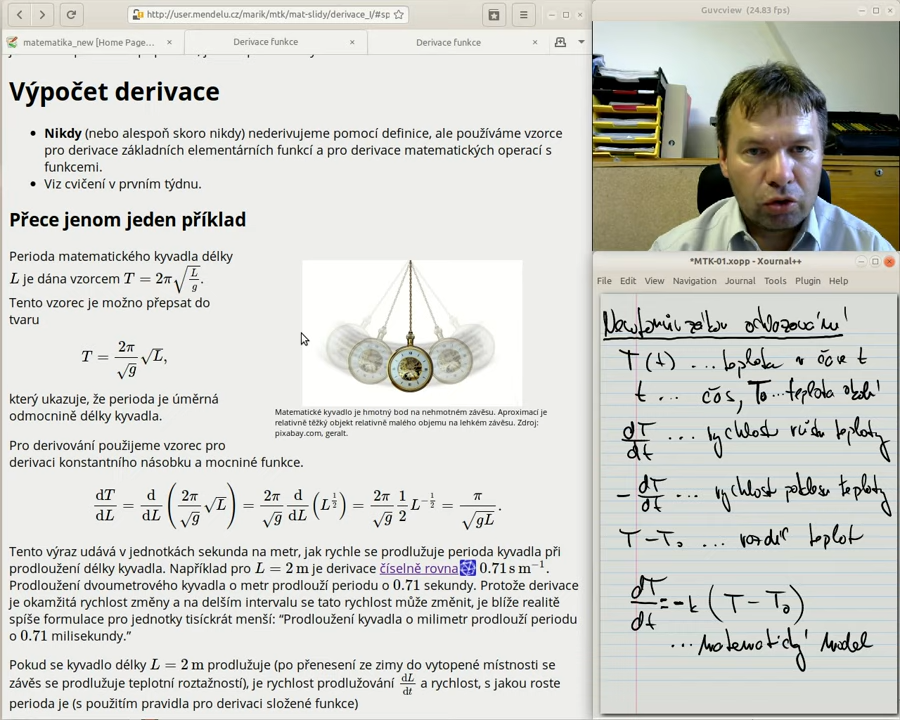 http://user.mendelu.cz/marik/mtk/mat-slidy/derivace_I/#sp
matematika_new [Home Page...
Derivace funkce
Derivace funkce
Výpočet derivace
• Nikdy (nebo alespoň skoro nikdy) nederivujeme pomocí definice, ale používáme vzorce
pro derivace základních elementárních funkcí a pro derivace matematických operací s
funkcemi.
• Viz cvičení v prvním týdnu.
Přece jenom jeden příklad
Perioda matematického kyvadla délky
L je dána vzorcem T = 2π√(L/g).
Tento vzorec je možno přepsat do
tvaru
T = 2π/√g √L,
který ukazuje, že perioda je úměrná
odmocnině délky kyvadla.
Matematické kyvadlo je hmotný bod na nehmotném závěsu. Aproximací je
relativně těžký objekt relativně malého objemu na lehkém závěsu. Zdroj:
pixabay.com, geralt.
Pro derivování použijeme vzorec pro
derivaci konstantního násobku a mocniné funkce.
dT/dL = d/dL (2π/√g √L) = 2π/√g d/dL (L^(1/2)) = 2π/√g 1/2 L^(-1/2) = π/√(gL).
Tento výraz udává v jednotkách sekunda na metr, jak rychle se prodlužuje perioda kyvadla při
prodloužení délky kyvadla. Například pro L = 2 m je derivace číselně rovna 0.71 s m⁻¹.
Prodloužení dvoumetrového kyvadla o metr prodlouží periodu o 0.71 sekundy. Protože derivace
je okamžitá rychlost změny a na delším intervalu se tato rychlost může změnit, je blíže realitě
spíše formulace pro jednotky tisíckrát menší: “Prodloužení kyvadla o milimetr prodlouží periodu
o 0.71 milisekundy.”
Pokud se kyvadlo délky L = 2 m prodlužuje (po přenesení ze zimy do vytopené místnosti se
závěs se prodlužuje teplotní roztažností), je rychlost prodlužování dL/dt a rychlost, s jakou roste
perioda je (s použitím pravidla pro derivaci složené funkce)
Guvcview (24.83 fps)
*MTK-01.xopp - Xournal++
File Edit View Navigation Journal Tools Plugin Help
Newtonův zákon ochlazování
T(t) ... teplota v čase t
t ... čas, T₀ ... teplota okolí
dT/dt ... rychlost růstu teploty
- dT/dt ... rychlost poklesu teploty
T - T₀ ... rozdíl teplot
dT/dt = -k (T - T₀)
... matematický model